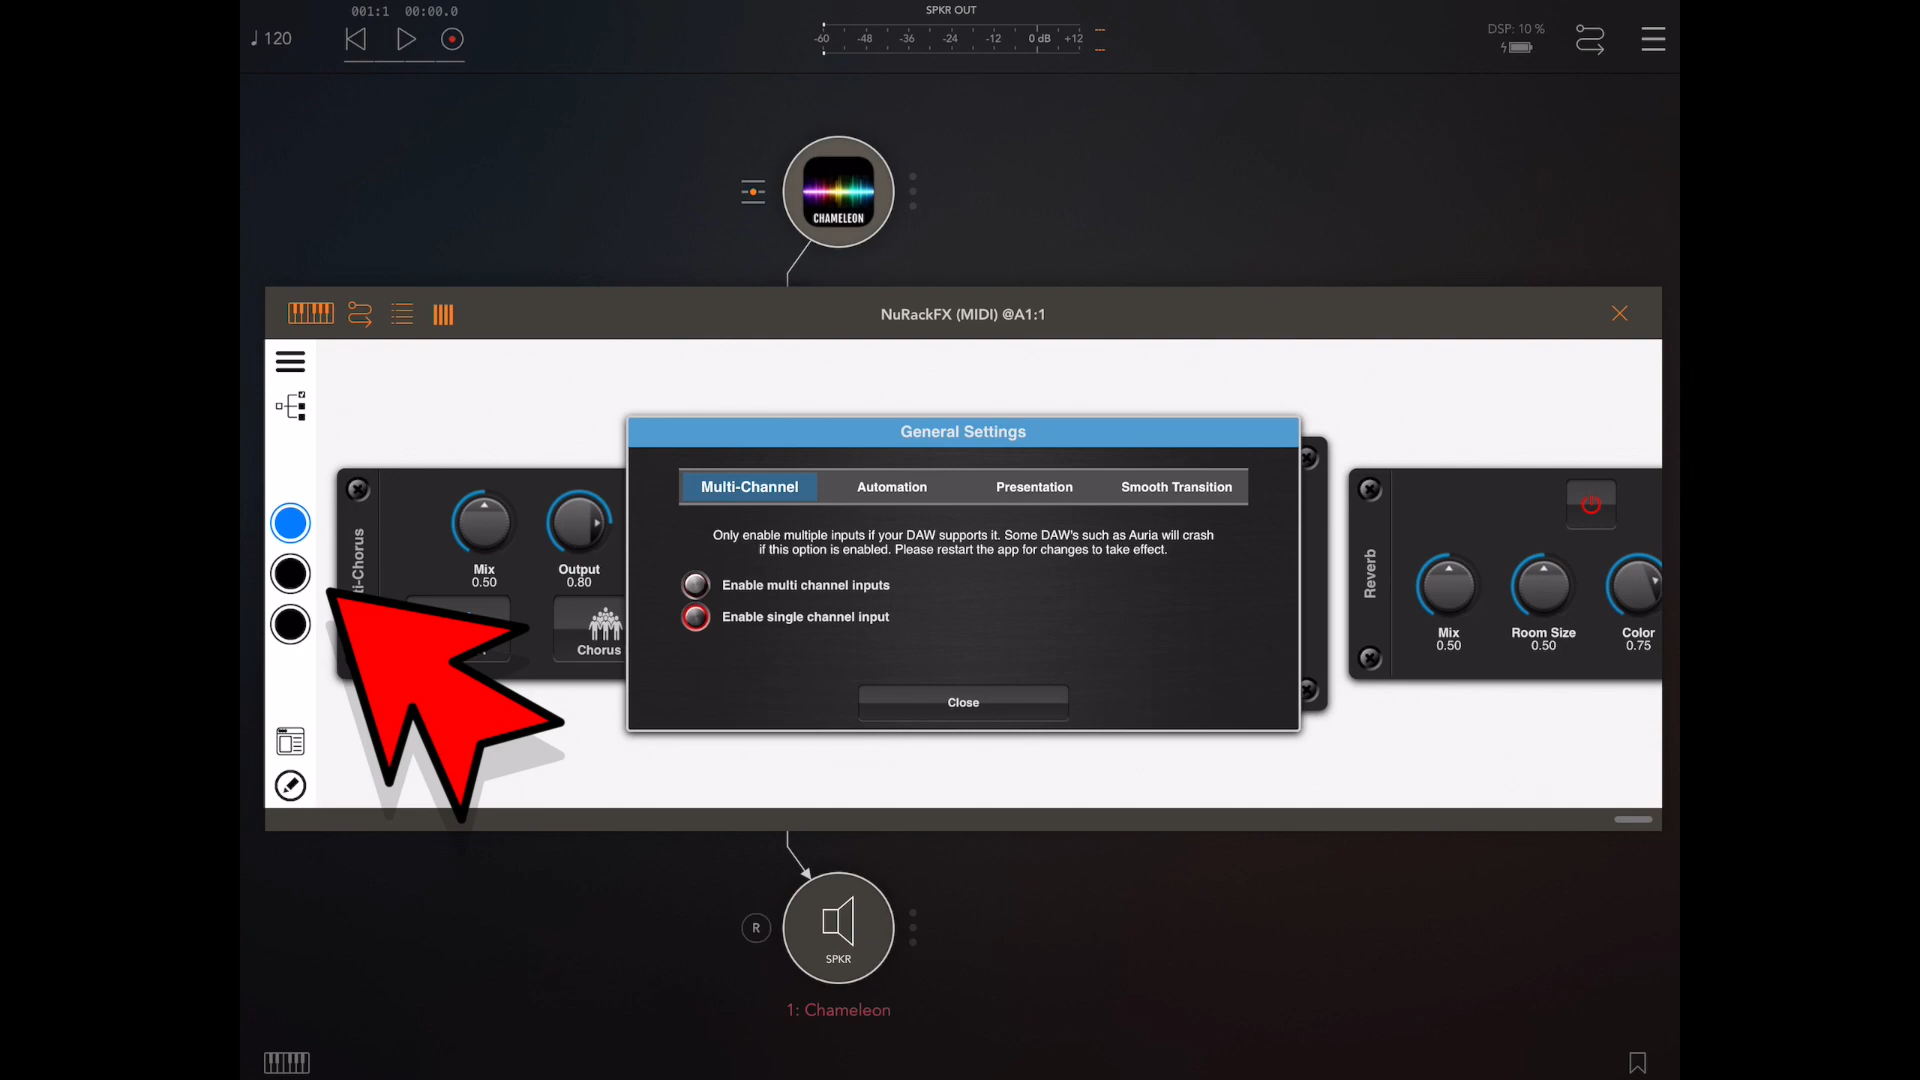 001:1 00:00.0
120
SPKR OUT
-60 -48 -36 -24 -12 0 dB +12
DSP: 10 %
CHAMELEON
NuRackFX (MIDI) @A1:1
General Settings
Multi-Channel Automation Presentation Smooth Transition
Only enable multiple inputs if your DAW supports it. Some DAW's such as Auria will crash
if this option is enabled. Please restart the app for changes to take effect.
Enable multi channel inputs
Enable single channel input
Close
ti-Chorus
Mix
0.50
Output
0.80
Chorus
Reverb
Mix
0.50
Room Size
0.50
Color
0.75
R
SPKR
1: Chameleon